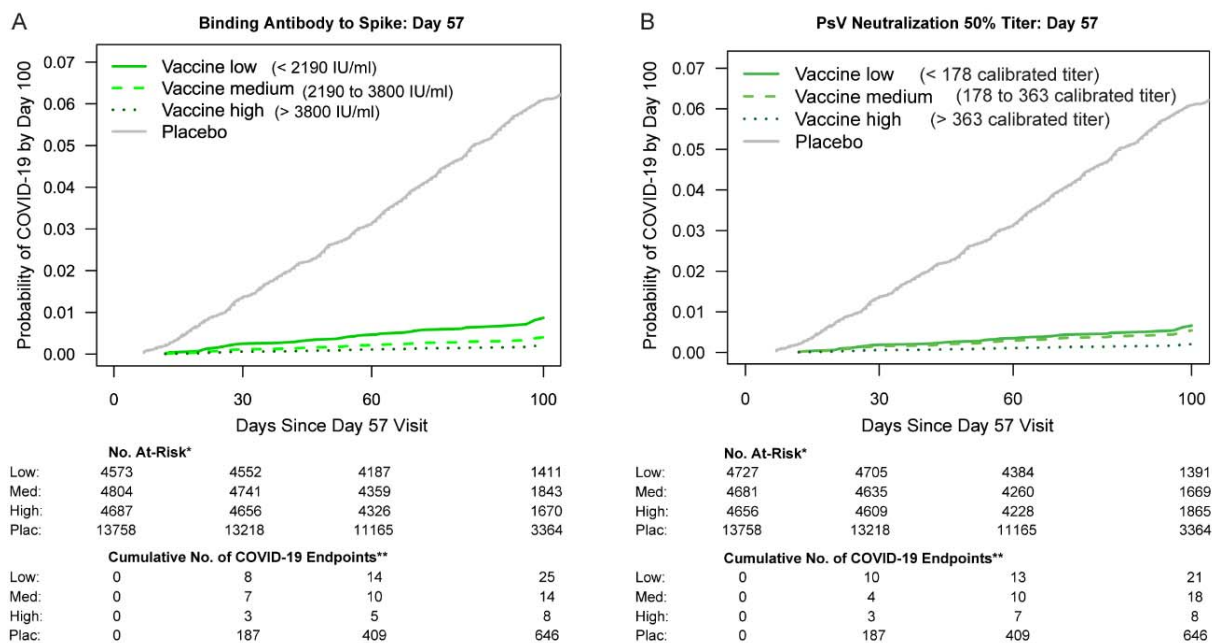 A
Binding Antibody to Spike: Day 57
Probability of COVID-19 by Day 100
0.07
0.06
0.05
0.04
0.03
0.02
0.01
0.00
Vaccine low (< 2190 IU/ml)
Vaccine medium (2190 to 3800 IU/ml)
Vaccine high (> 3800 IU/ml)
Placebo
0 30 60 100
Days Since Day 57 Visit
No. At-Risk*
Low: 4573 4552 4187 1411
Med: 4804 4741 4359 1843
High: 4687 4656 4326 1670
Plac: 13758 13218 11165 3364
Cumulative No. of COVID-19 Endpoints**
Low: 0 8 14 25
Med: 0 7 10 14
High: 0 3 5 8
Plac: 0 187 409 646
B
PsV Neutralization 50% Titer: Day 57
Probability of COVID-19 by Day 100
0.07
0.06
0.05
0.04
0.03
0.02
0.01
0.00
Vaccine low (< 178 calibrated titer)
Vaccine medium (178 to 363 calibrated titer)
Vaccine high (> 363 calibrated titer)
Placebo
0 30 60 100
Days Since Day 57 Visit
No. At-Risk*
Low: 4727 4705 4384 1391
Med: 4681 4635 4260 1669
High: 4656 4609 4228 1865
Plac: 13758 13218 11165 3364
Cumulative No. of COVID-19 Endpoints**
Low: 0 10 13 21
Med: 0 4 10 18
High: 0 3 7 8
Plac: 0 187 409 646